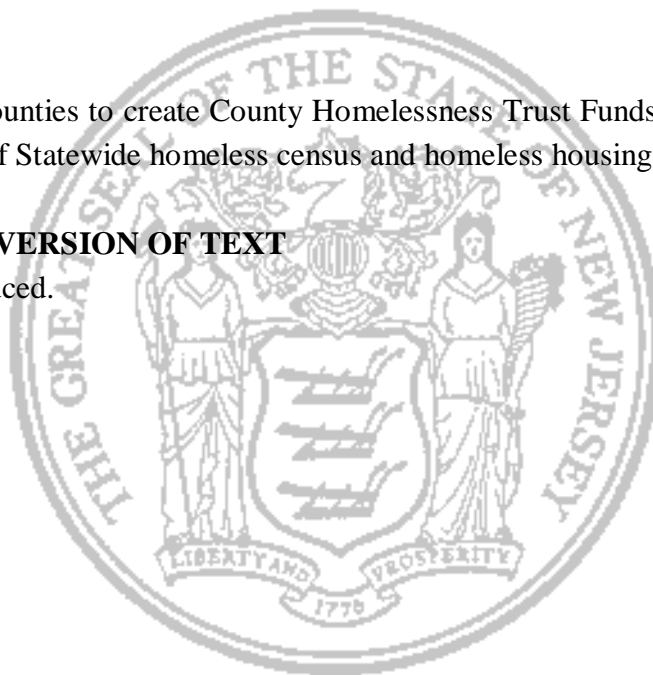 ounties to create County Homelessness Trust Funds
f Statewide homeless census and homeless housing
VERSION OF TEXT
uced.
THE GREAT SEAL OF THE STATE OF NEW JERSEY
LIBERTY AND PROSPERITY
1776